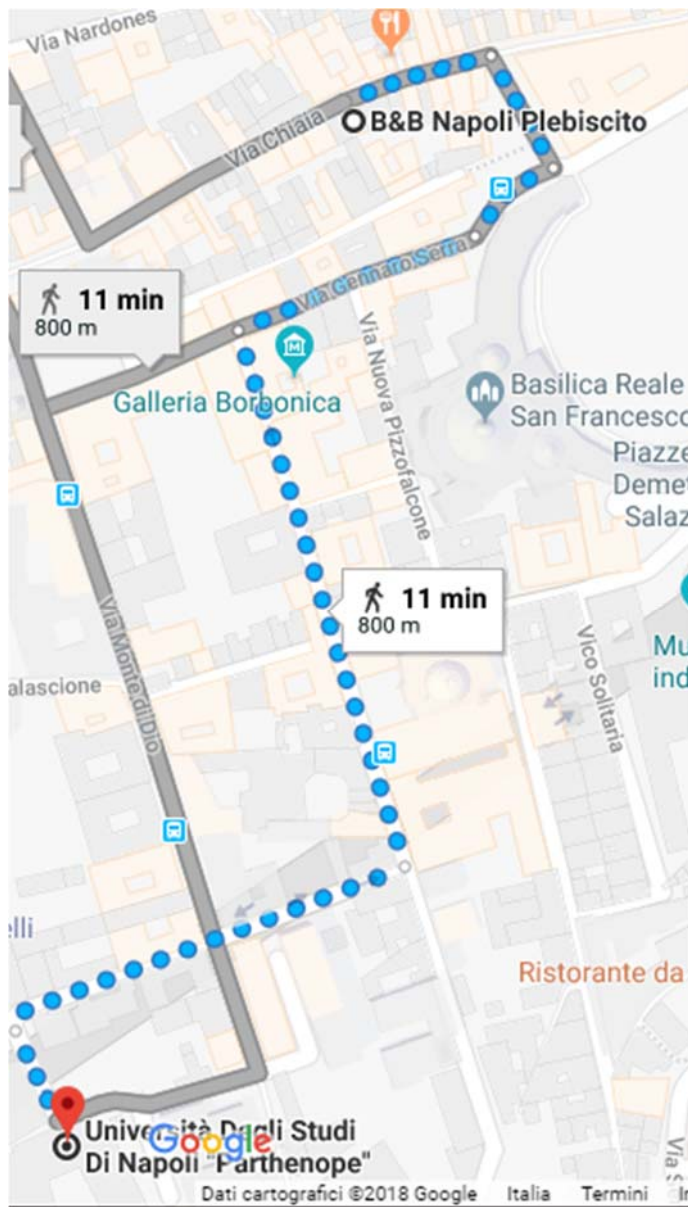 Via Nardones
Via Chiaia
B&B Napoli Plebiscito
Via Gennaro Serra
11 min
800 m
Via Nuova Pizzofalcone
Galleria Borbonica
Basilica Reale
San Francesco
Piazze
Demet
Salaz
11 min
800 m
Via Monte di Dio
alascione
Vico Solitaria
Mu
ind
elli
Ristorante da
Università Degli Studi
Di Napoli "Parthenope"
Google
Via S
Dati cartografici ©2018 Google Italia Termini